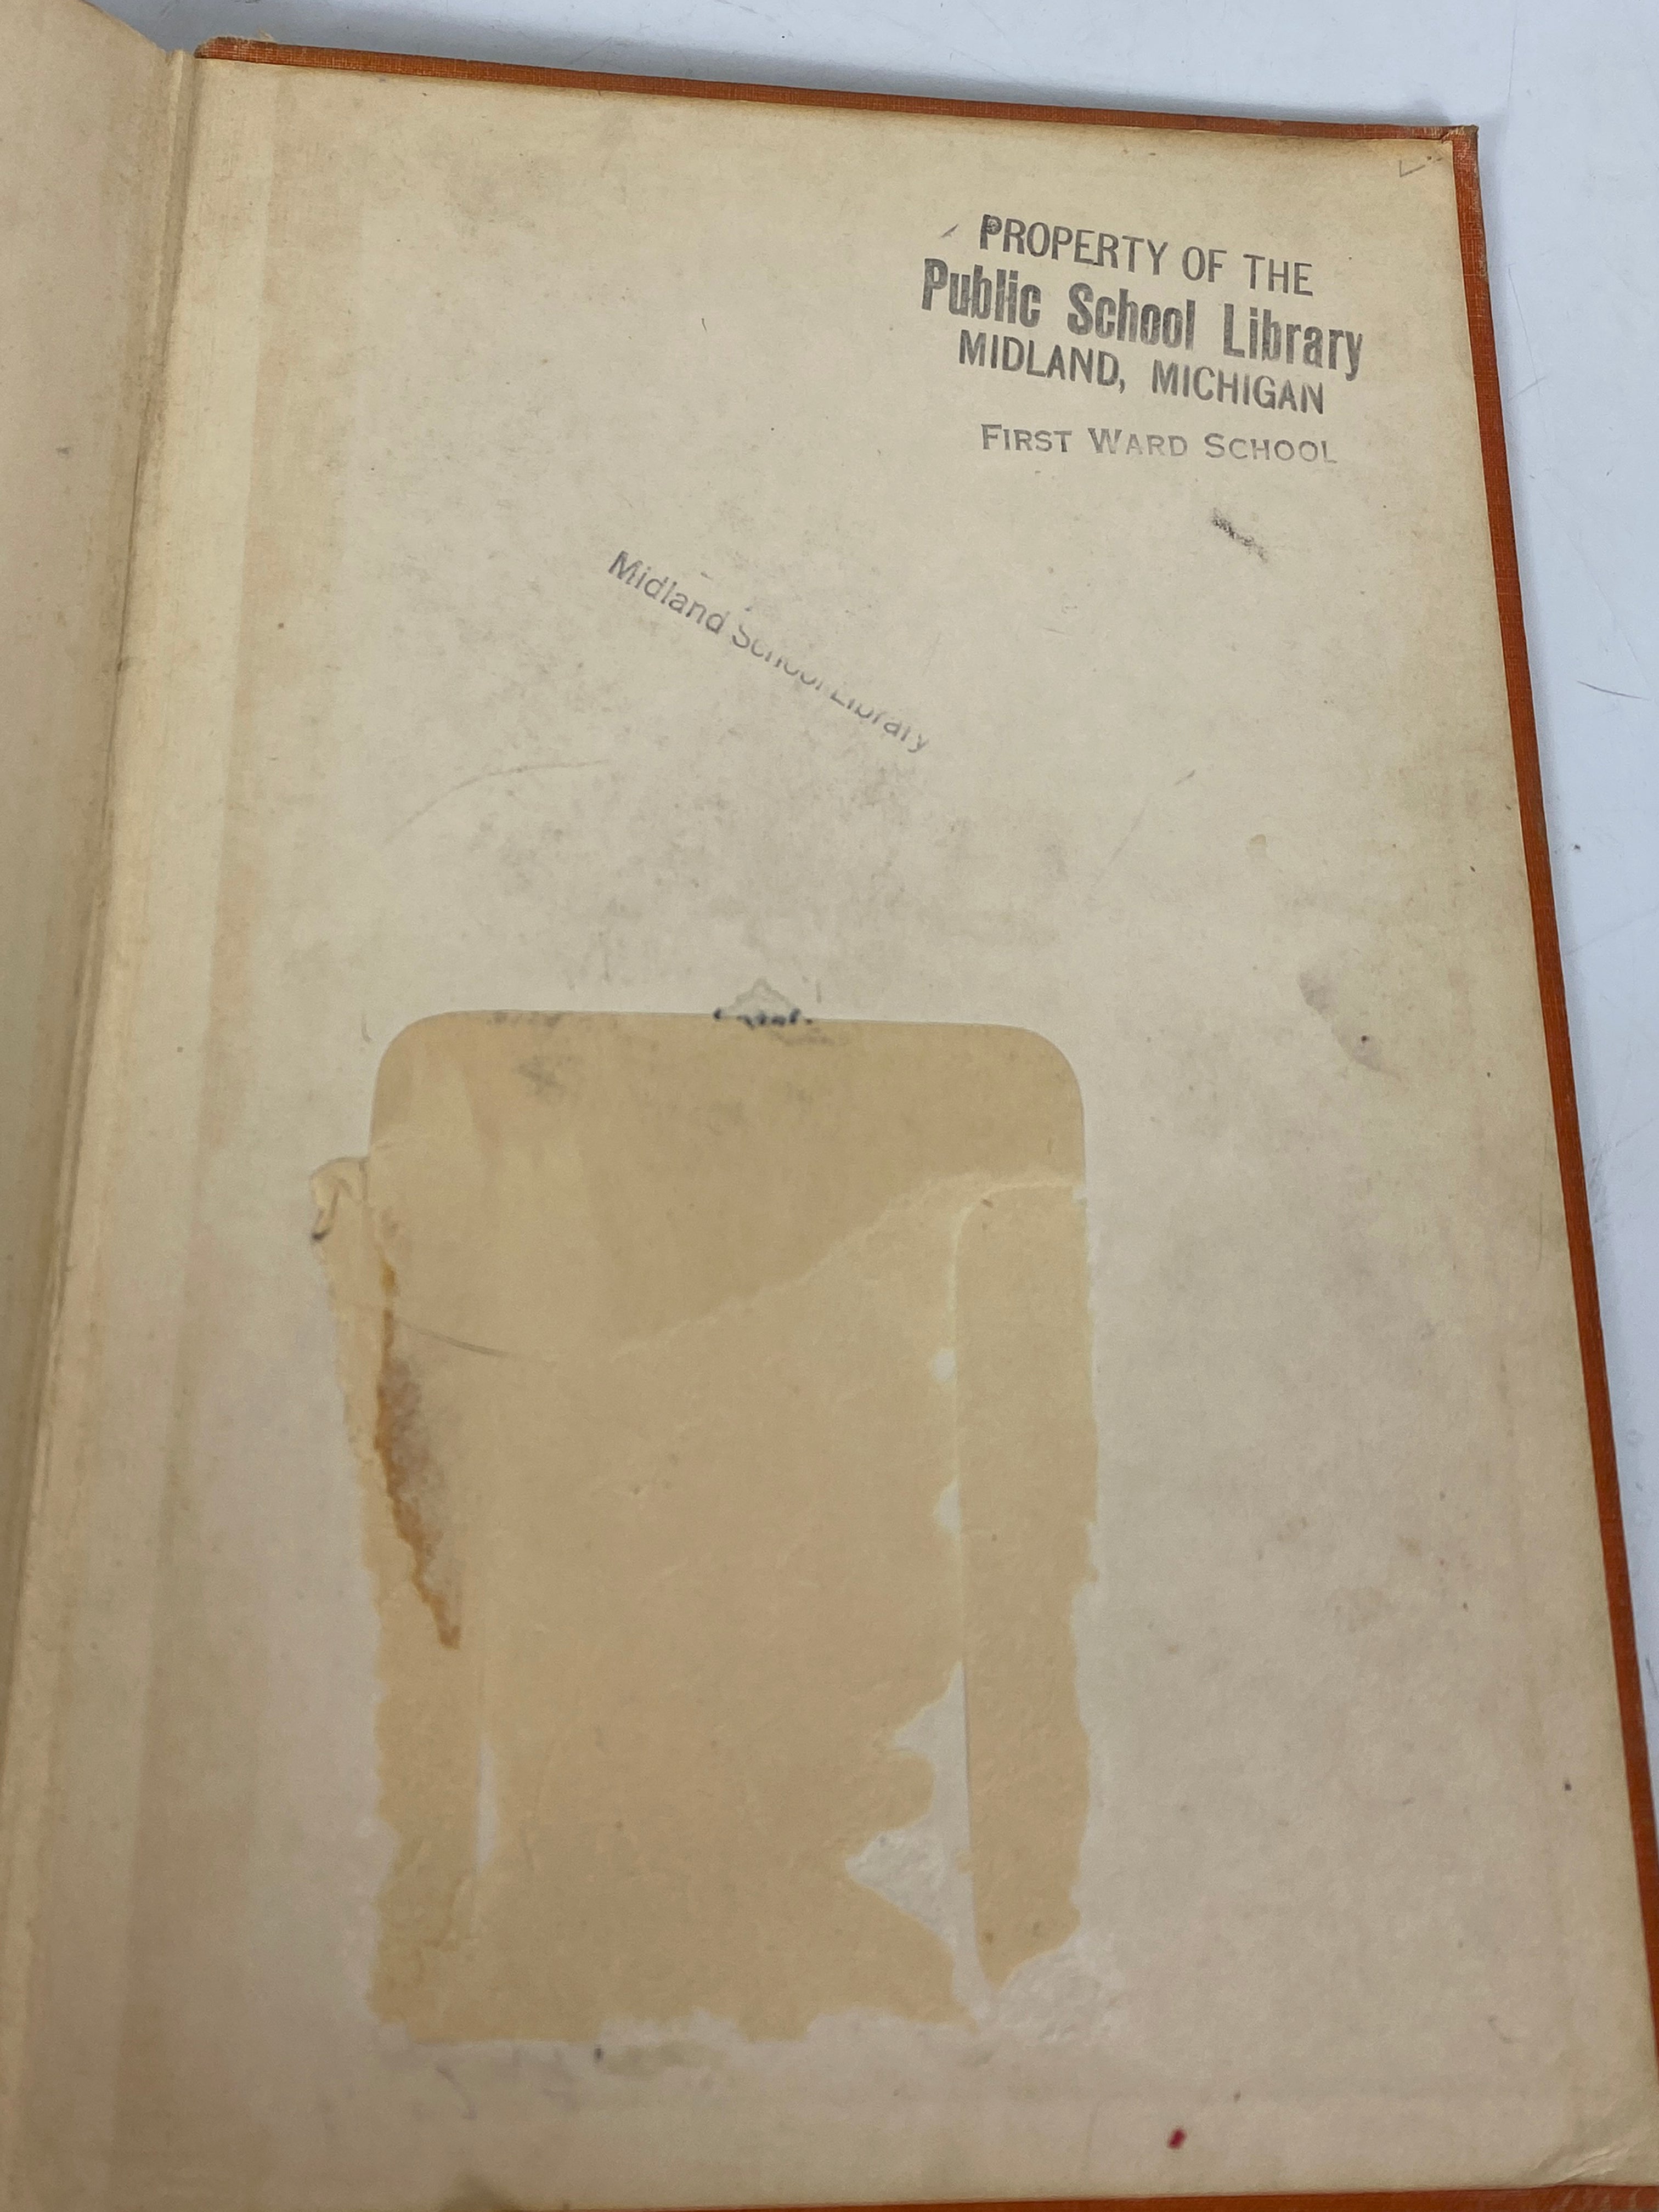 PROPERTY OF THE
Public School Library
MIDLAND, MICHIGAN
FIRST WARD SCHOOL
Midland School Library